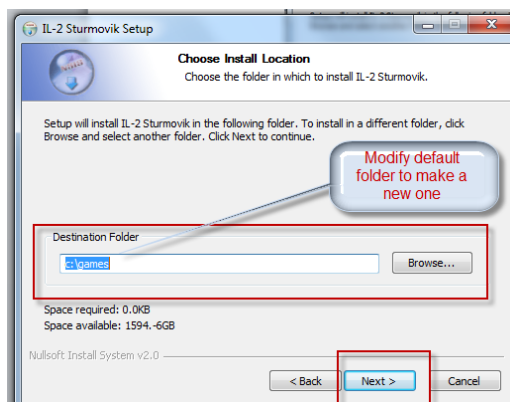 IL-2 Sturmovik Setup
Choose Install Location
Choose the folder in which to install IL-2 Sturmovik.
Setup will install IL-2 Sturmovik in the following folder. To install in a different folder, click
Browse and select another folder. Click Next to continue.
Modify default
folder to make a
new one
Destination Folder
c:\games
Browse...
Space required: 0.0KB
Space available: 1594.-6GB
Nullsoft Install System v2.0
< Back
Next >
Cancel